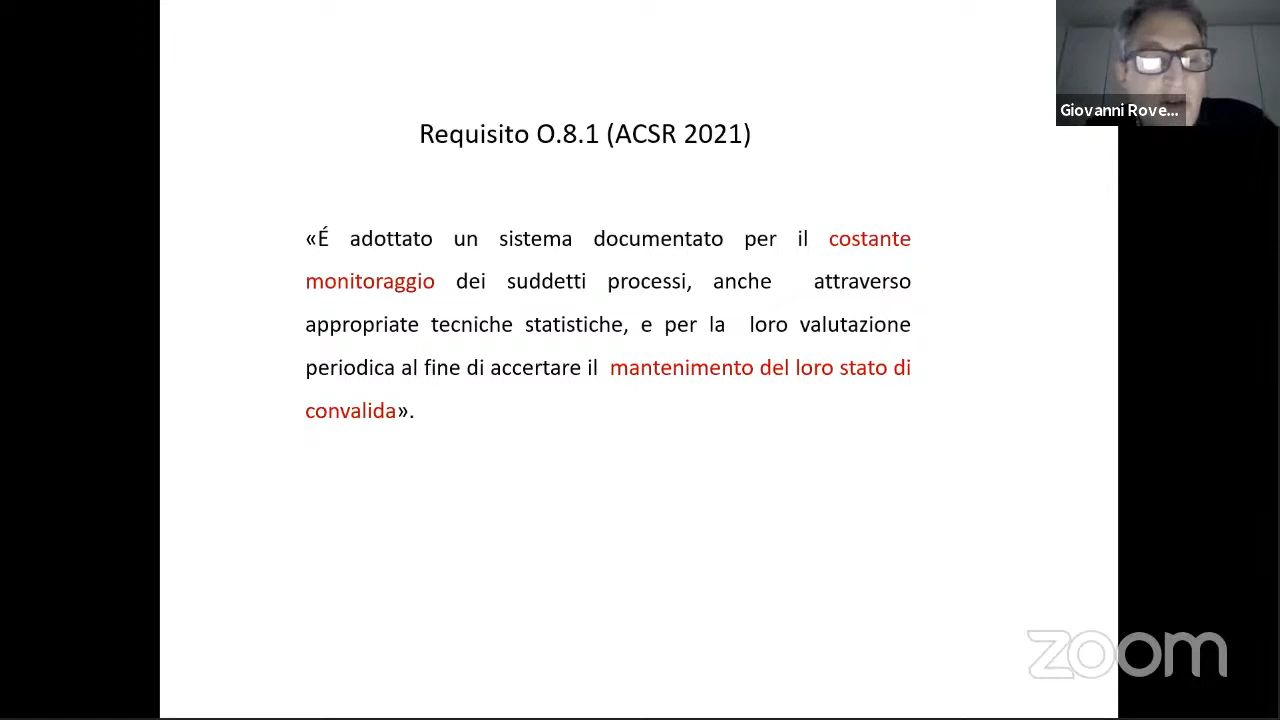 Giovanni Rove...
Requisito O.8.1 (ACSR 2021)
«É adottato un sistema documentato per il costante
monitoraggio dei suddetti processi, anche attraverso
appropriate tecniche statistiche, e per la loro valutazione
periodica al fine di accertare il mantenimento del loro stato di
convalida».
zoom